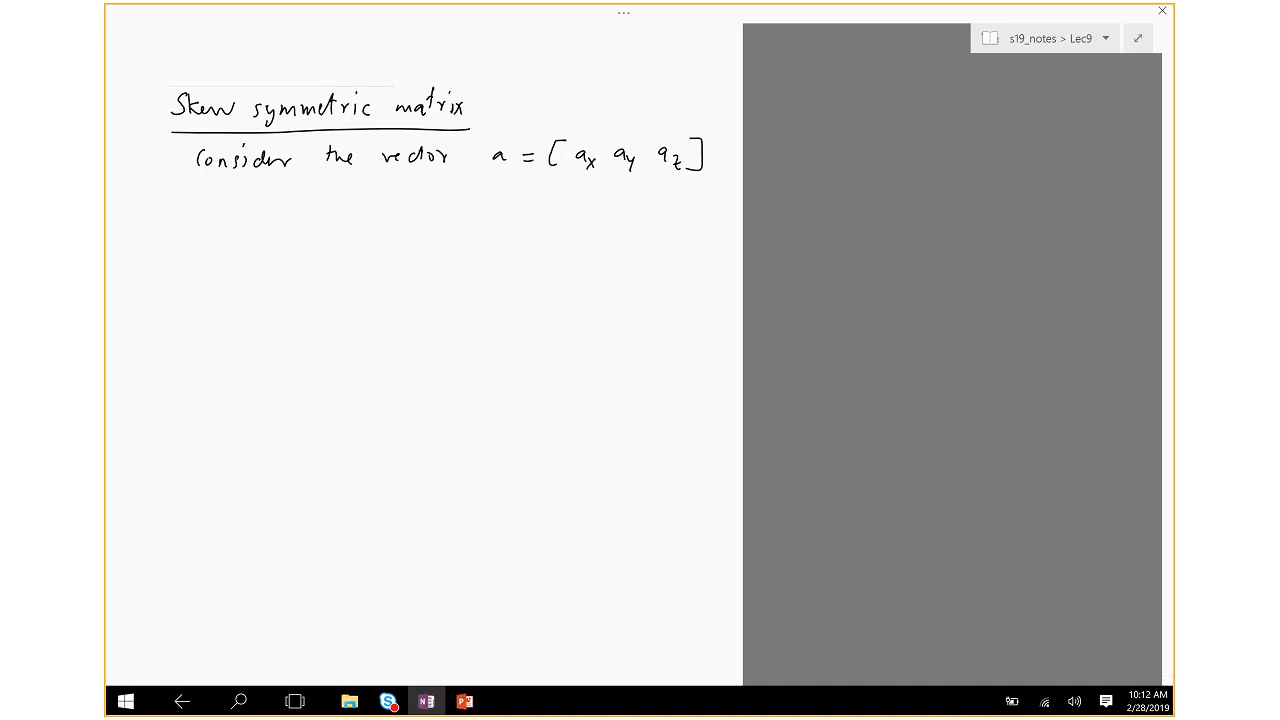 ...
s19_notes > Lec9
Skew symmetric matrix
Consider the vector a = [ax ay az]
10:12 AM
2/28/2019